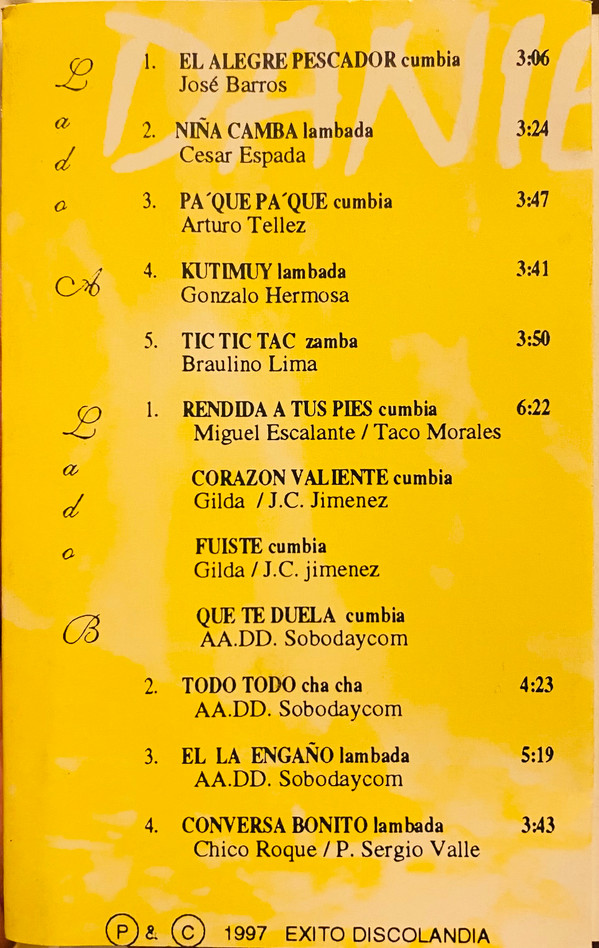 DANIE
Lado A
1. EL ALEGRE PESCADOR cumbia 3:06
José Barros
2. NIÑA CAMBA lambada 3:24
Cesar Espada
3. PA´QUE PA´QUE cumbia 3:47
Arturo Tellez
4. KUTIMUY lambada 3:41
Gonzalo Hermosa
5. TIC TIC TAC zamba 3:50
Braulino Lima
Lado B
1. RENDIDA A TUS PIES cumbia 6:22
Miguel Escalante / Taco Morales
CORAZON VALIENTE cumbia
Gilda / J.C. Jimenez
FUISTE cumbia
Gilda / J.C. jimenez
QUE TE DUELA cumbia
AA.DD. Sobodaycom
2. TODO TODO cha cha 4:23
AA.DD. Sobodaycom
3. EL LA ENGAÑO lambada 5:19
AA.DD. Sobodaycom
4. CONVERSA BONITO lambada 3:43
Chico Roque / P. Sergio Valle
Ⓟ & Ⓒ 1997 EXITO DISCOLANDIA